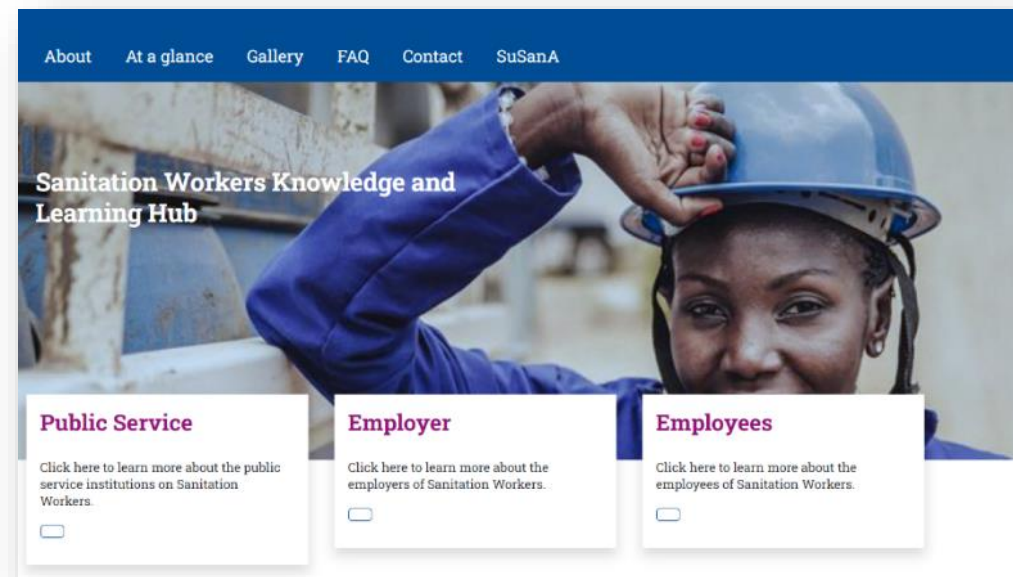 About At a glance Gallery FAQ Contact SuSanA
Sanitation Workers Knowledge and
Learning Hub
Public Service
Click here to learn more about the public
service institutions on Sanitation
Workers.
Employer
Click here to learn more about the
employers of Sanitation Workers.
Employees
Click here to learn more about the
employees of Sanitation Workers.